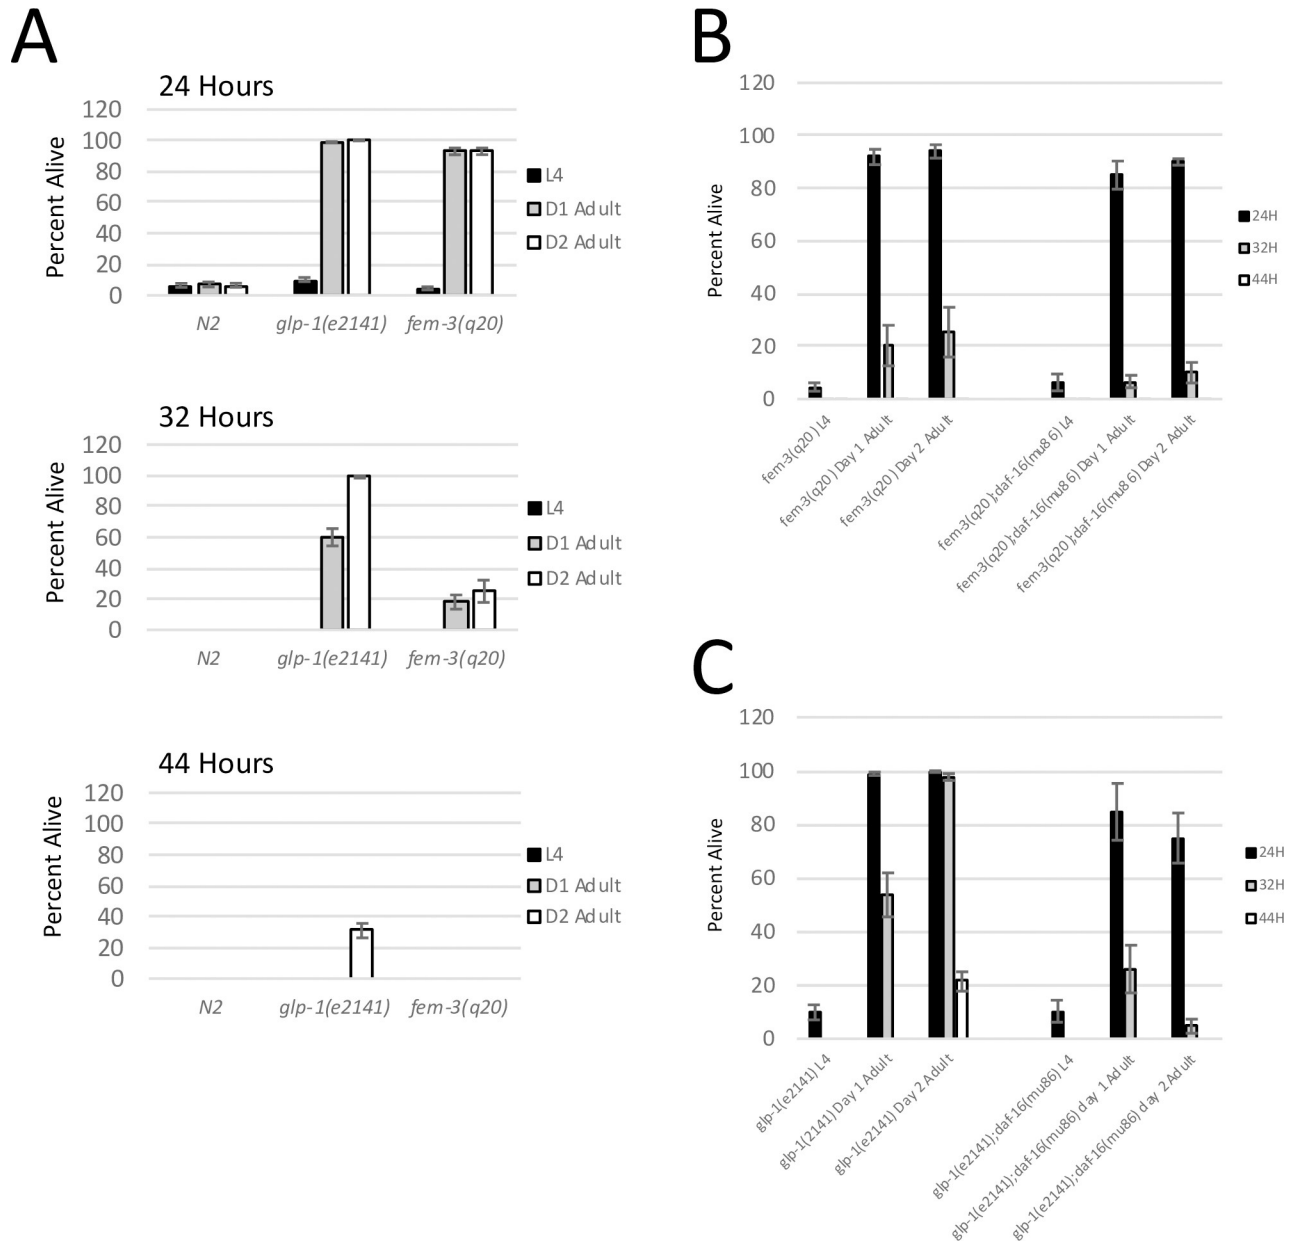 A
24 Hours
Percent Alive
120
100
80
60
40
20
0
N2
glp-1(e2141)
fem-3(q20)
L4
D1 Adult
D2 Adult
32 Hours
Percent Alive
120
100
80
60
40
20
0
N2
glp-1(e2141)
fem-3(q20)
L4
D1 Adult
D2 Adult
44 Hours
Percent Alive
120
100
80
60
40
20
0
N2
glp-1(e2141)
fem-3(q20)
L4
D1 Adult
D2 Adult
B
Percent Alive
120
100
80
60
40
20
0
fem-3(q20) L4
fem-3(q20) Day 1 Adult
fem-3(q20) Day 2 Adult
fem-3(q20);daf-16(mu86) L4
fem-3(q20);daf-16(mu86) Day 1 Adult
fem-3(q20);daf-16(mu86) Day 2 Adult
24H
32H
44H
C
Percent Alive
120
100
80
60
40
20
0
glp-1(e2141) L4
glp-1(2141) Day 1 Adult
glp-1(e2141) Day 2 Adult
glp-1(e2141);daf-16(mu86) L4
glp-1(e2141);daf-16(mu86) day 1 Adult
glp-1(e2141);daf-16(mu86) day 2 Adult
24H
32H
44H